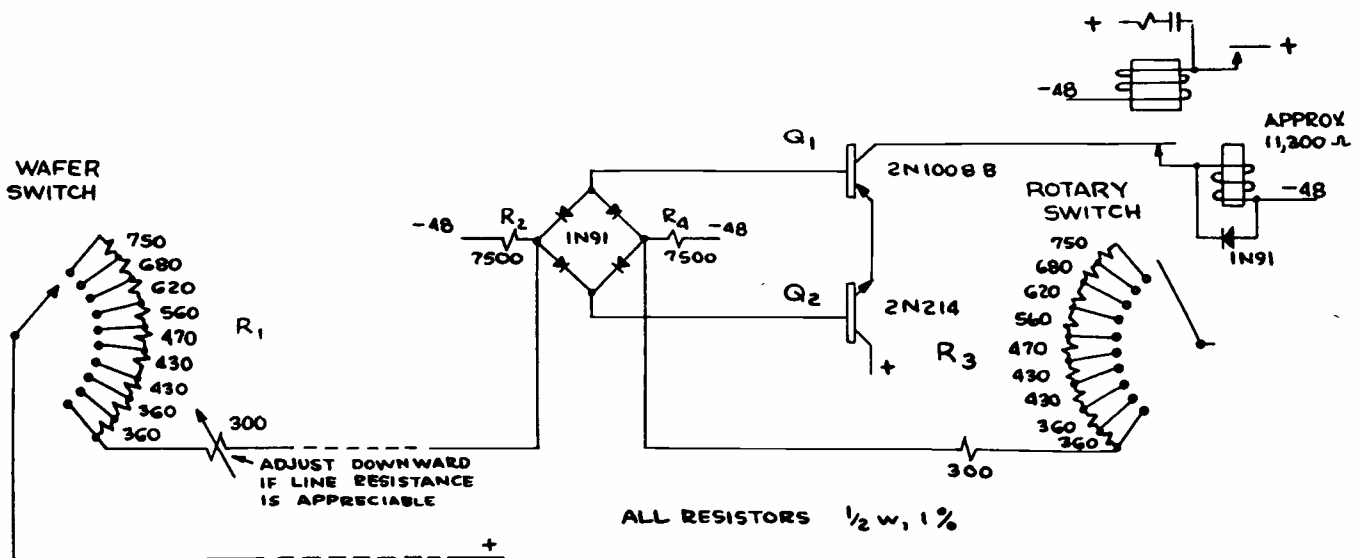 +
+
-48
APPROX
11,300 Ω
-48
1N91
Q1
2N1008B
WAFER
SWITCH
ROTARY
SWITCH
-48
R2
7500
1N91
R4
7500
-48
750
680
620
560
470
430
430
360
360
R1
Q2
2N214
+
R3
750
680
620
560
470
430
430
360
360
300
ADJUST DOWNWARD
IF LINE RESISTANCE
IS APPRECIABLE
300
ALL RESISTORS 1/2 W, 1%
+